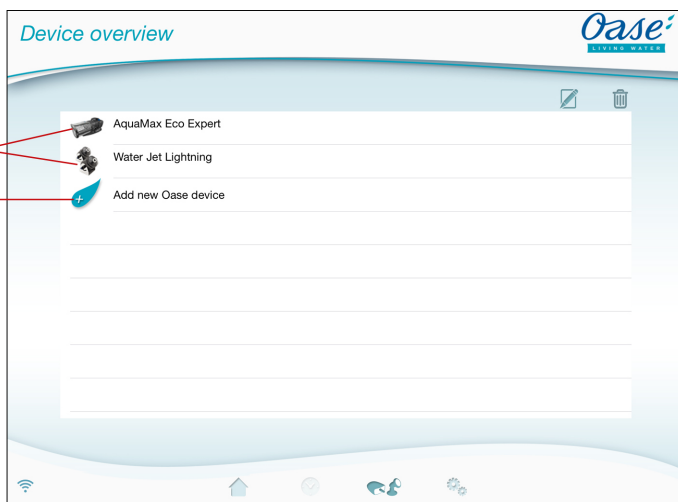 Device overview
Oase
LIVING WATER
AquaMax Eco Expert
Water Jet Lightning
Add new Oase device